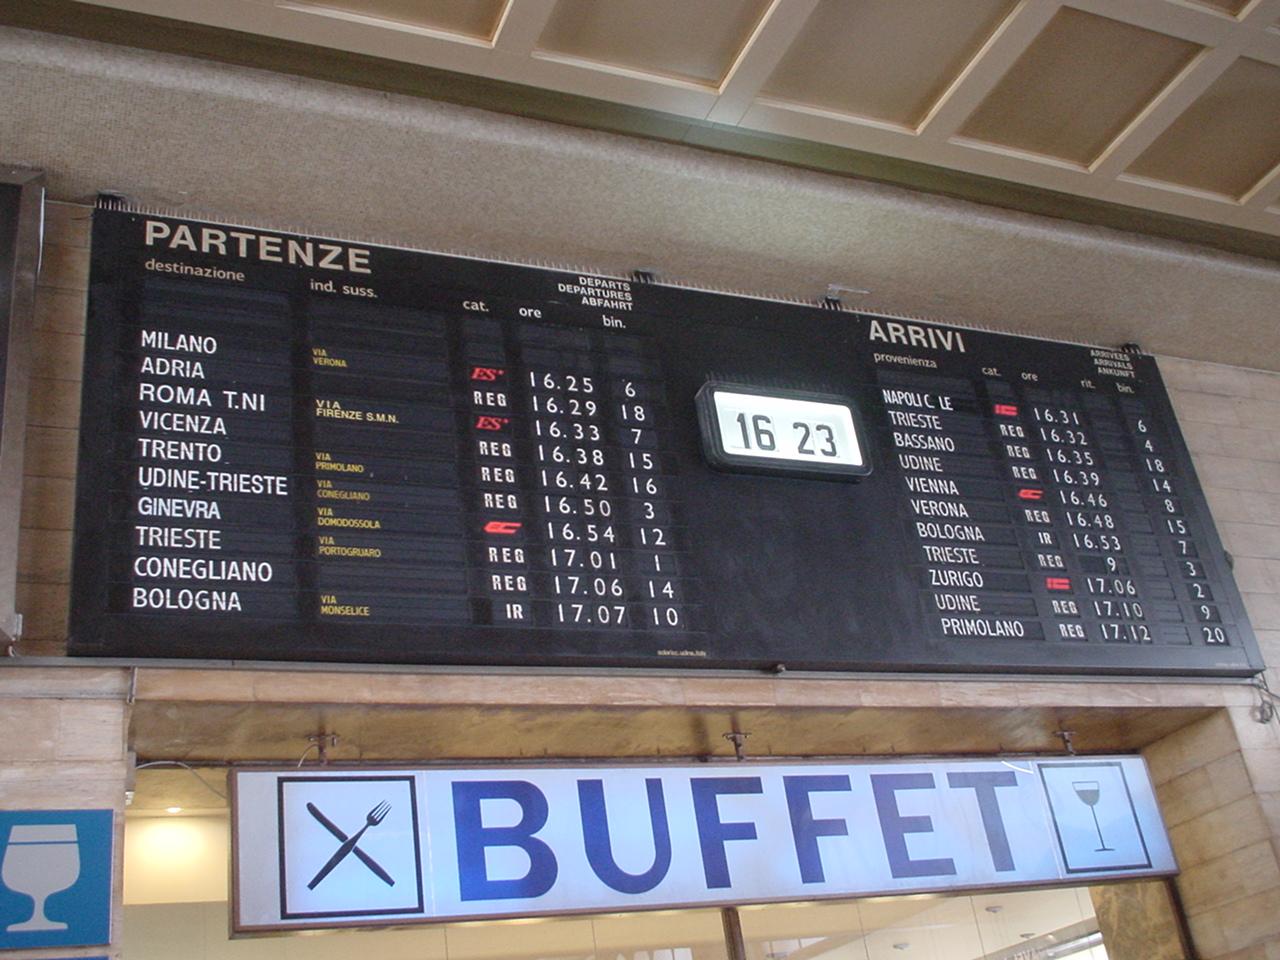 PARTENZE
destinazione ind. suss. cat. ore bin.
DEPARTS
DEPARTURES
ABFAHRT
MILANO VIA VERONA ES* 16.25 6
ADRIA REG 16.29 18
ROMA T.NI VIA FIRENZE S.M.N. ES* 16.33 7
VICENZA REG 16.38 15
TRENTO VIA PRIMOLANO REG 16.42 16
UDINE-TRIESTE VIA CONEGLIANO REG 16.50 3
GINEVRA VIA DOMODOSSOLA EC 16.54 12
TRIESTE VIA PORTOGRUARO REG 17.01 1
CONEGLIANO REG 17.06 14
BOLOGNA VIA MONSELICE IR 17.07 10
16 23
ARRIVI
provenienza cat. ore rit. bin.
ARRIVÉES
ARRIVALS
ANKUNFT
NAPOLI C LE IC 16.31 6
TRIESTE REG 16.32 4
BASSANO REG 16.35 18
UDINE REG 16.39 14
VIENNA EC 16.46 8
VERONA REG 16.48 15
BOLOGNA IR 16.53 7
TRIESTE REG 9 3
ZURIGO IC 17.06 2
UDINE REG 17.10 9
PRIMOLANO REG 17.12 20
BUFFET